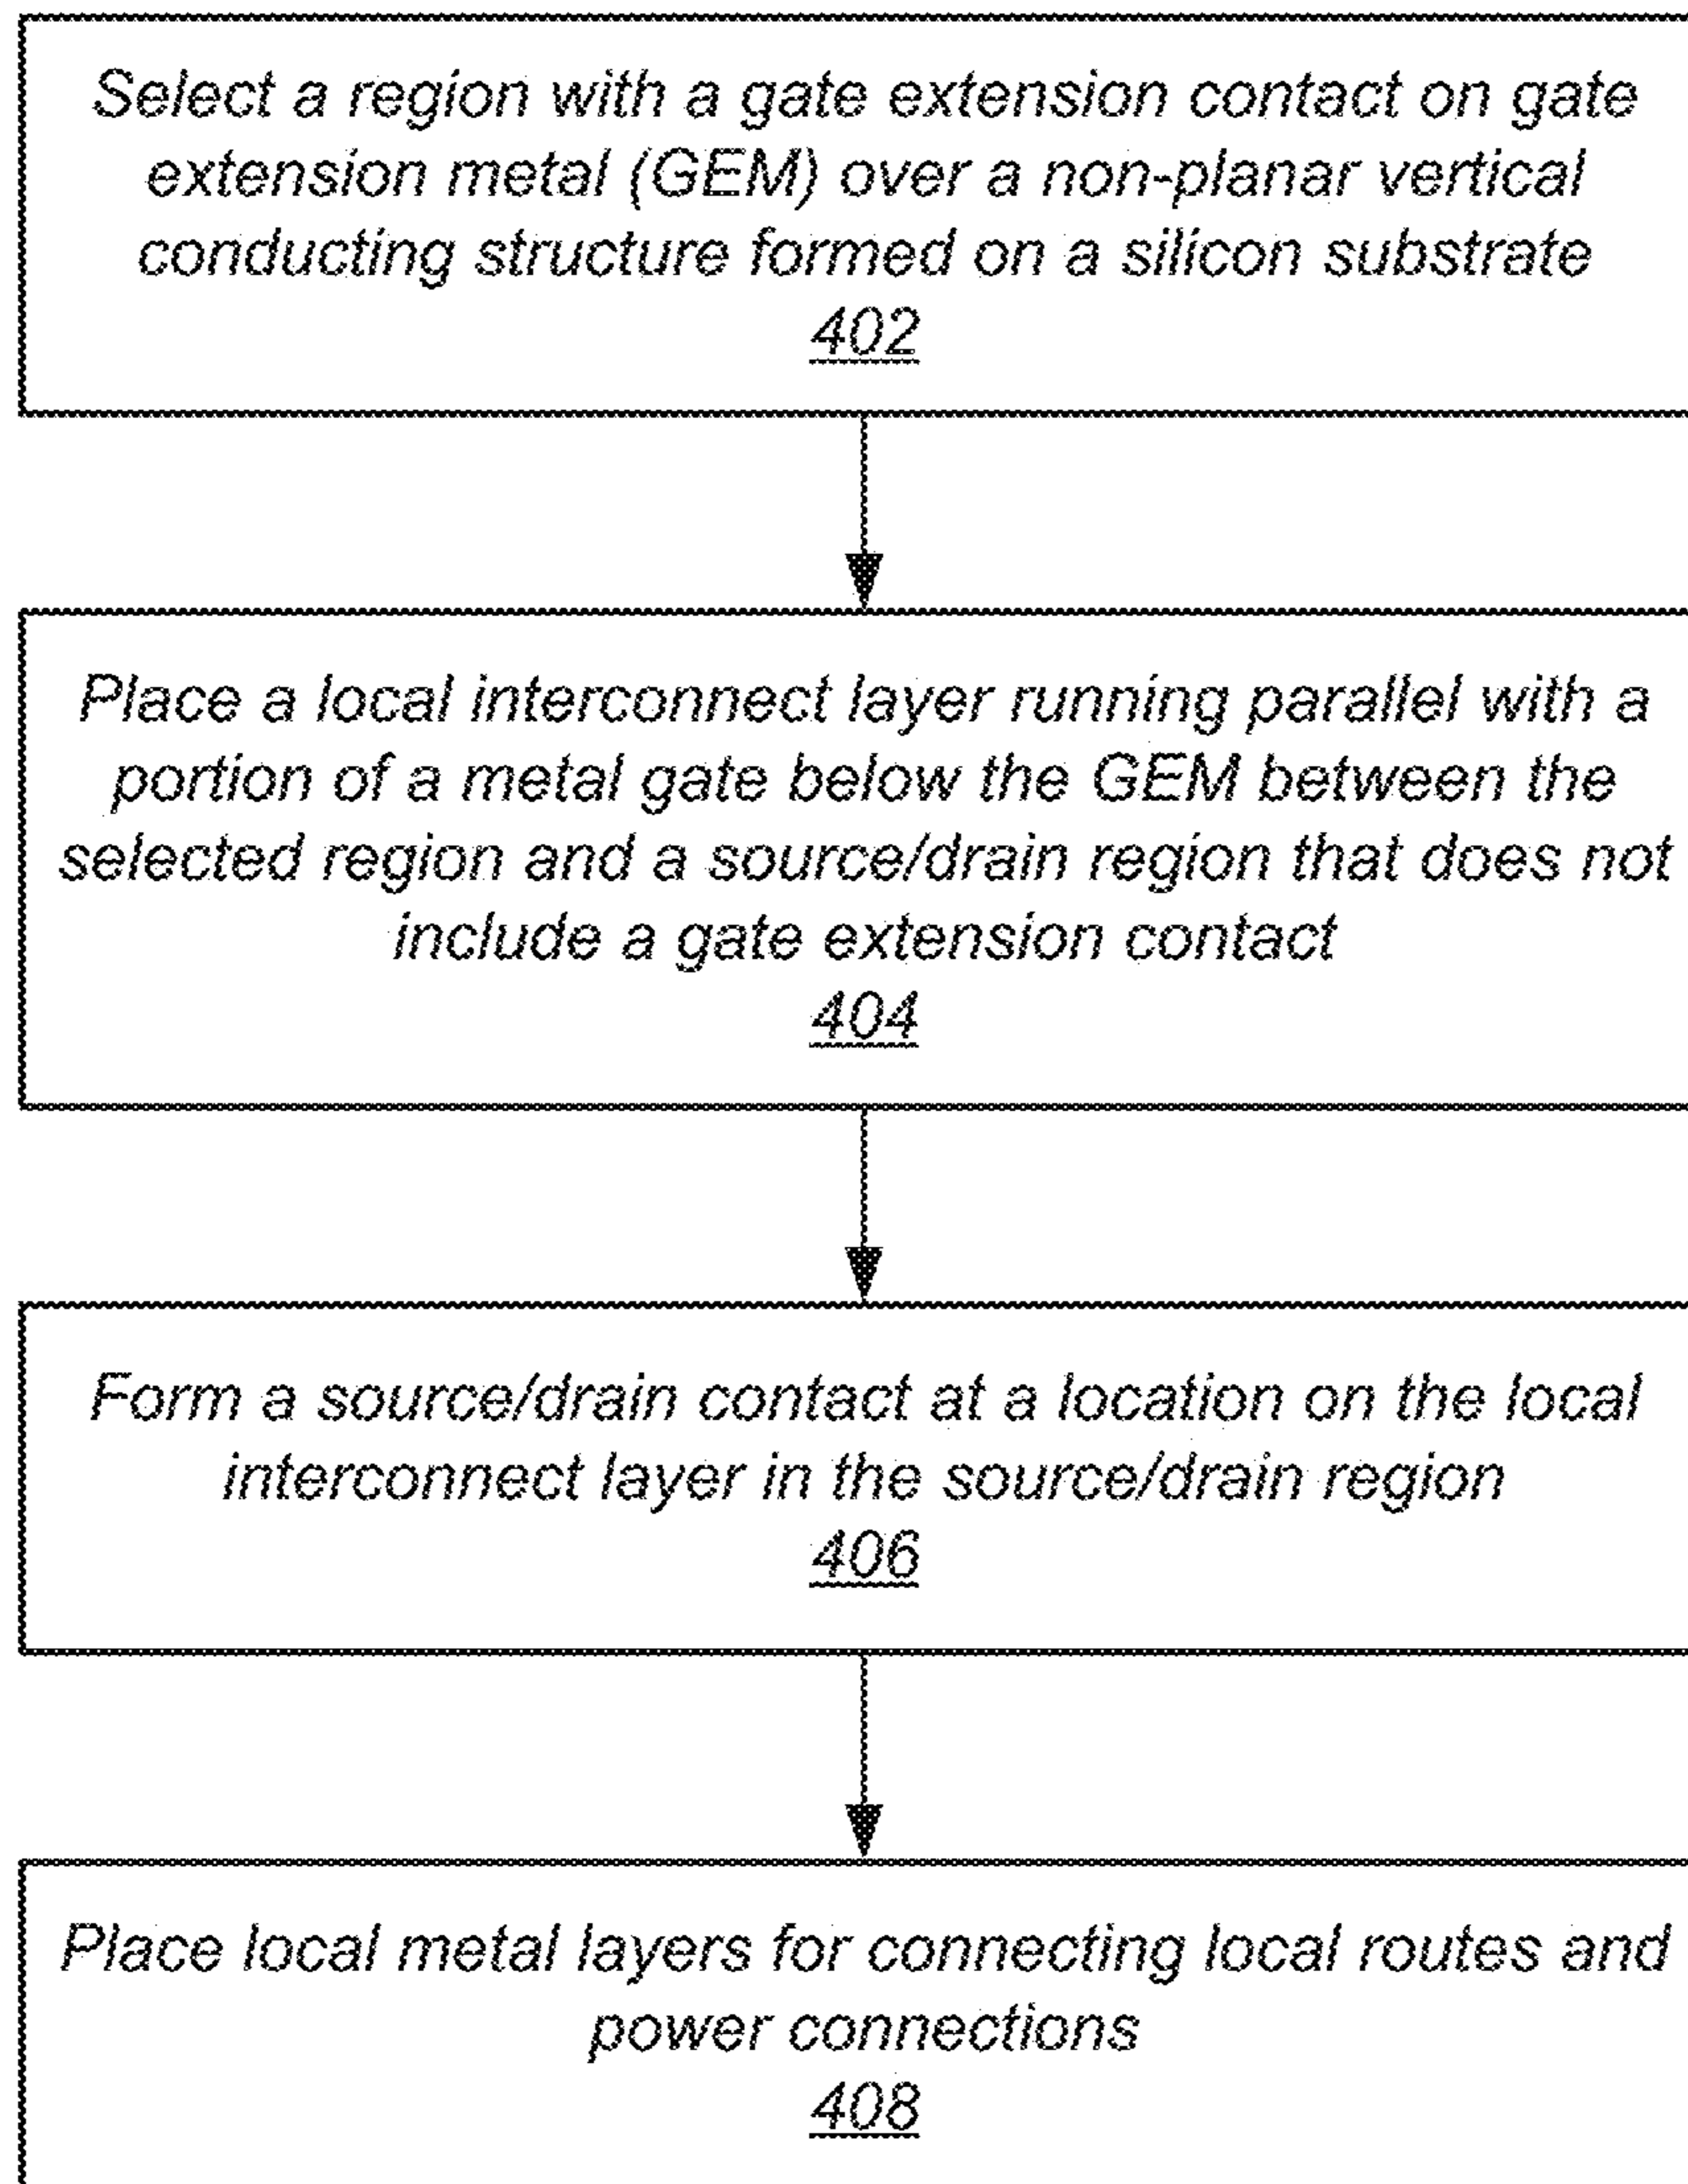 Select a region with a gate extension contact on gate
extension metal (GEM) over a non-planar vertical
conducting structure formed on a silicon substrate
402
Place a local interconnect layer running parallel with a
portion of a metal gate below the GEM between the
selected region and a source/drain region that does not
include a gate extension contact
404
Form a source/drain contact at a location on the local
interconnect layer in the source/drain region
406
Place local metal layers for connecting local routes and
power connections
408